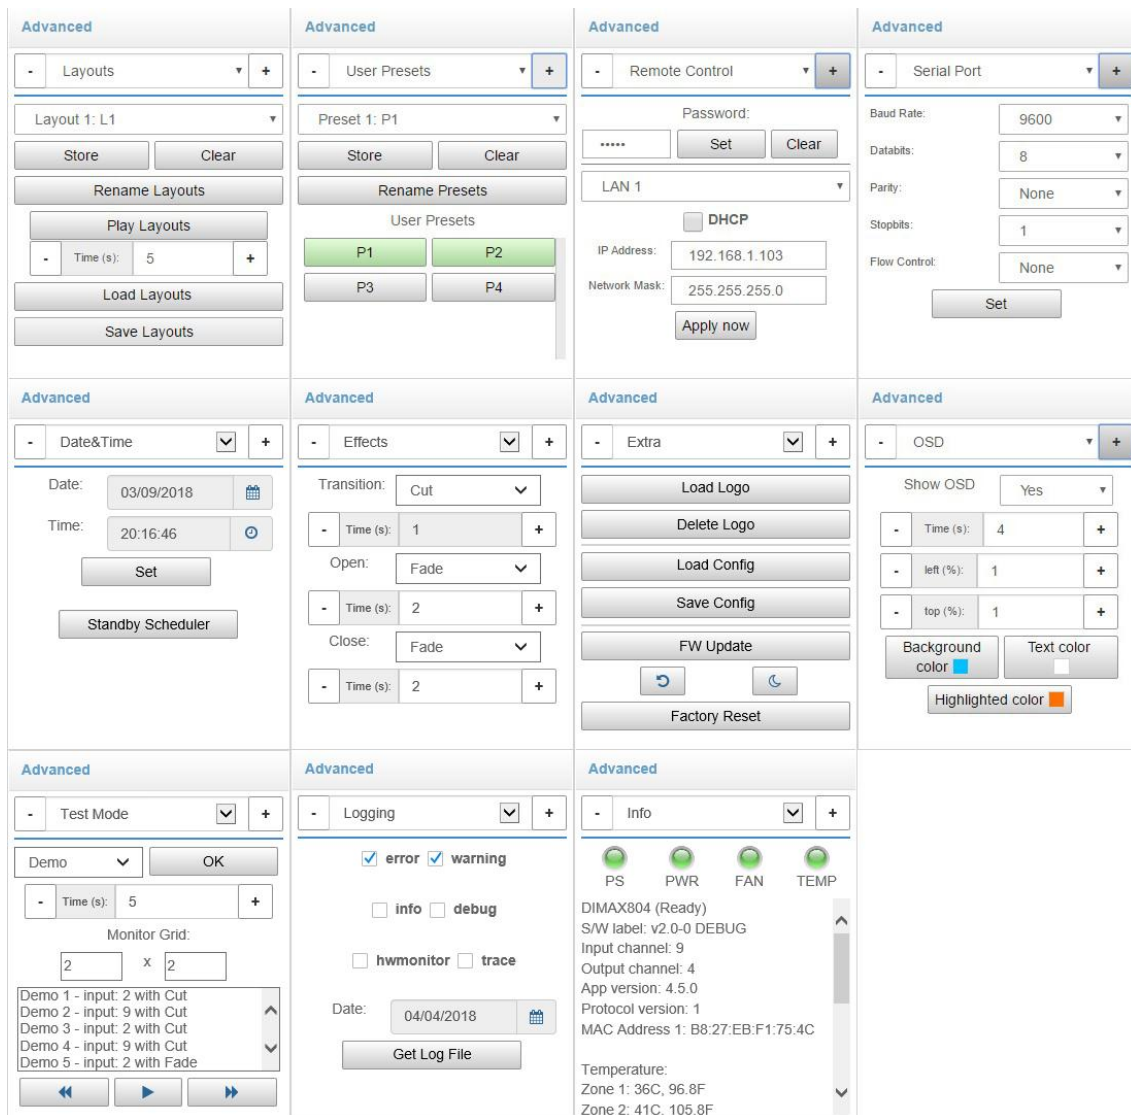 Advanced
- Layouts +
Layout 1: L1
Store Clear
Rename Layouts
Play Layouts
- Time (s): 5 +
Load Layouts
Save Layouts
Advanced
- User Presets +
Preset 1: P1
Store Clear
Rename Presets
User Presets
P1 P2
P3 P4
Advanced
- Remote Control +
Password:
••••• Set Clear
LAN 1
DHCP
IP Address: 192.168.1.103
Network Mask: 255.255.255.0
Apply now
Advanced
- Serial Port +
Baud Rate: 9600
Databits: 8
Parity: None
Stopbits: 1
Flow Control: None
Set
Advanced
- Date&Time +
Date: 03/09/2018
Time: 20:16:46
Set
Standby Scheduler
Advanced
- Effects +
Transition: Cut
- Time (s): 1 +
Open: Fade
- Time (s): 2 +
Close: Fade
- Time (s): 2 +
Advanced
- Extra +
Load Logo
Delete Logo
Load Config
Save Config
FW Update
Factory Reset
Advanced
- OSD +
Show OSD Yes
- Time (s): 4 +
- left (%): 1 +
- top (%): 1 +
Background color
Text color
Highlighted color
Advanced
- Test Mode +
Demo OK
- Time (s): 5 +
Monitor Grid:
2 x 2
Demo 1 - input: 2 with Cut
Demo 2 - input: 9 with Cut
Demo 3 - input: 2 with Cut
Demo 4 - input: 9 with Cut
Demo 5 - input: 2 with Fade
Advanced
- Logging +
error warning
info debug
hwmonitor trace
Date: 04/04/2018
Get Log File
Advanced
- Info +
PS PWR FAN TEMP
DIMAX804 (Ready)
S/W label: v2.0-0 DEBUG
Input channel: 9
Output channel: 4
App version: 4.5.0
Protocol version: 1
MAC Address 1: B8:27:EB:F1:75:4C
Temperature:
Zone 1: 36C, 96.8F
Zone 2: 41C, 105.8F